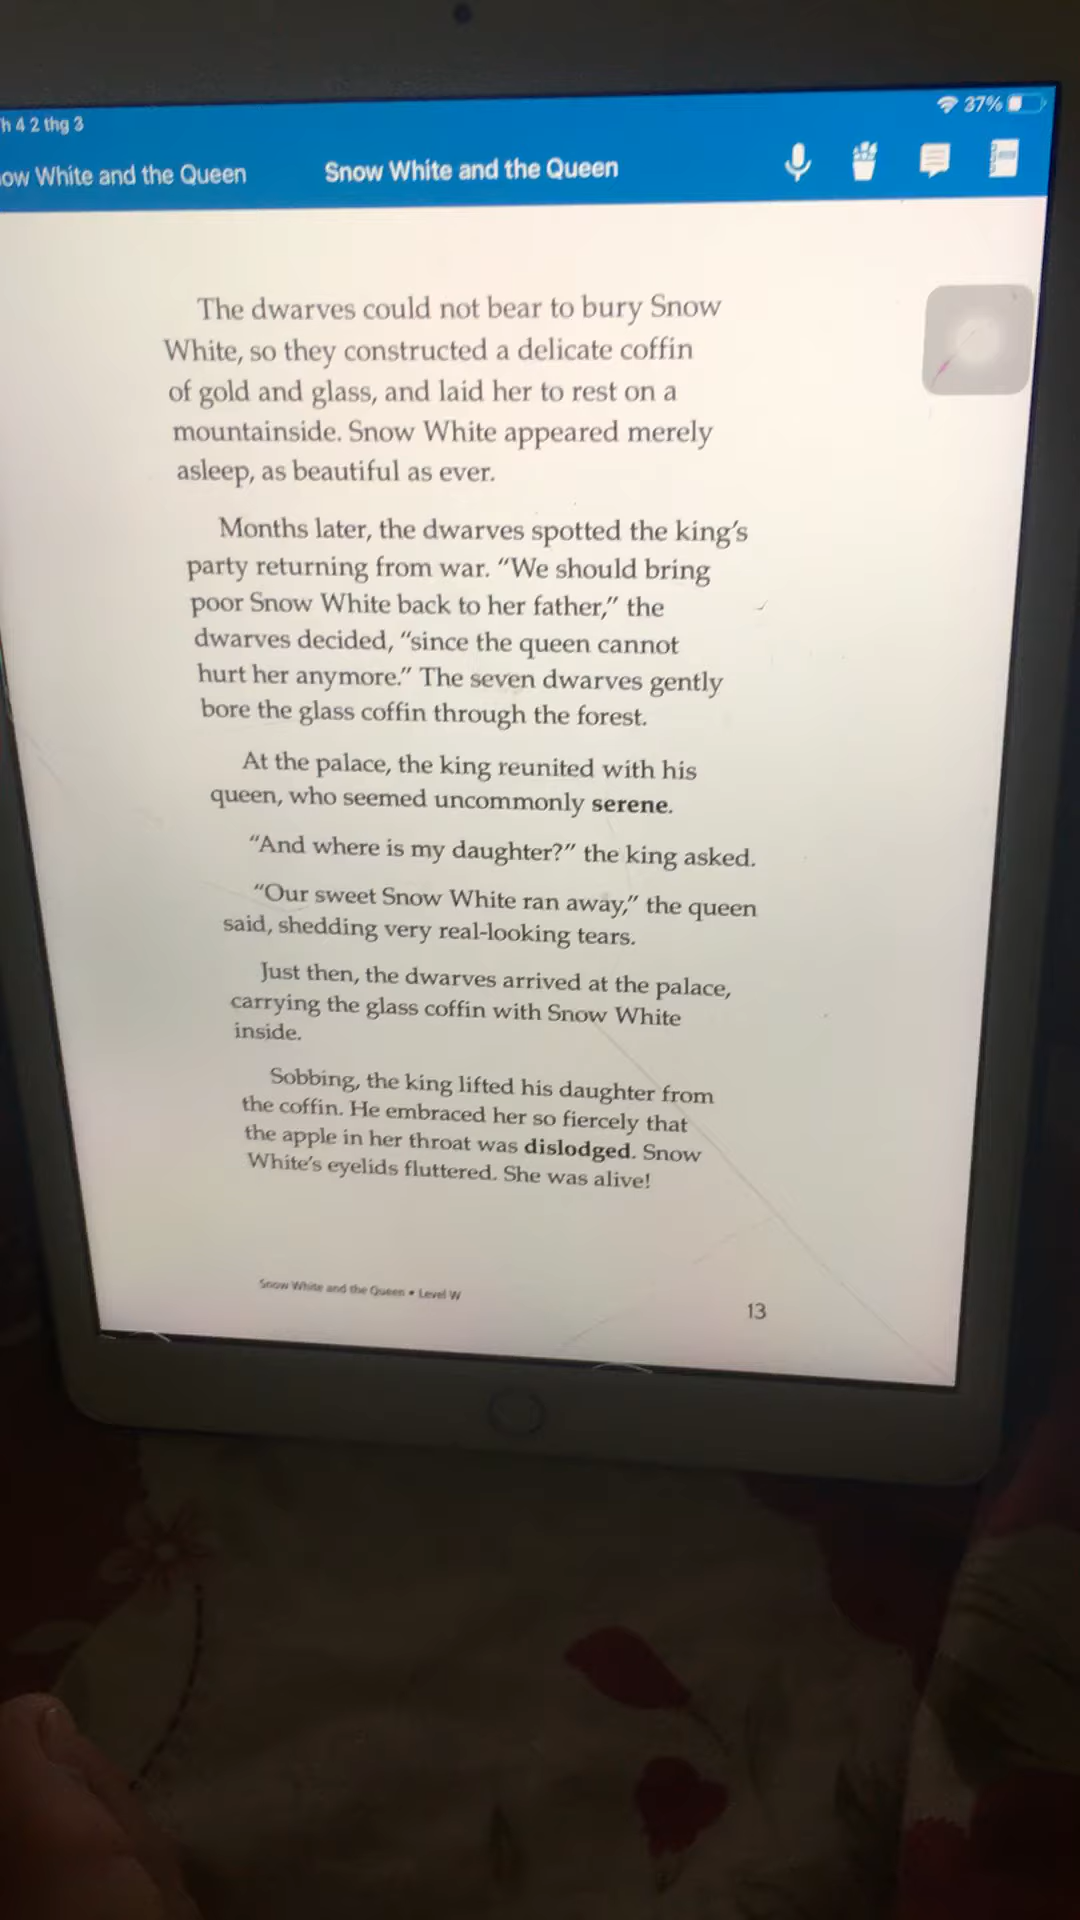 h 4 2 thg 3
37%
ow White and the Queen
Snow White and the Queen
The dwarves could not bear to bury Snow
White, so they constructed a delicate coffin
of gold and glass, and laid her to rest on a
mountainside. Snow White appeared merely
asleep, as beautiful as ever.
Months later, the dwarves spotted the king's
party returning from war. "We should bring
poor Snow White back to her father," the
dwarves decided, "since the queen cannot
hurt her anymore." The seven dwarves gently
bore the glass coffin through the forest.
At the palace, the king reunited with his
queen, who seemed uncommonly serene.
"And where is my daughter?" the king asked.
"Our sweet Snow White ran away," the queen
said, shedding very real-looking tears.
Just then, the dwarves arrived at the palace,
carrying the glass coffin with Snow White
inside.
Sobbing, the king lifted his daughter from
the coffin. He embraced her so fiercely that
the apple in her throat was dislodged. Snow
White's eyelids fluttered. She was alive!
Snow White and the Queen • Level W
13